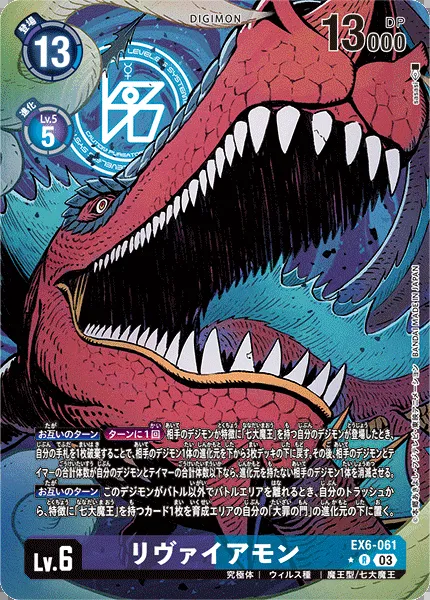 DIGIMON
登場
13
DP
13000
進化
Lv.5
5
お互いのターン ターンに1回 相手のデジモンか特徴に「七大魔王」を持つ自分のデジモンが登場したとき、
自分の手札を1枚破棄することで、相手のデジモン1体の進化元を下から3枚デッキの下に戻す。その後、相手のデジモンとテ
イマーの合計体数が自分のデジモンとテイマーの合計体数以下なら、進化元を持たない相手のデジモン1体を消滅させる。
お互いのターン このデジモンがバトル以外でバトルエリアを離れるとき、自分のトラッシュか
ら、特徴に「七大魔王」を持つカード1枚を育成エリアの自分の「大罪の門」の進化元の下に置く。
BANDAI MADE IN JAPAN
Lv.6
リヴァイアモン
EX6-061
R
03
究極体 | ウィルス種 | 魔王型/七大魔王